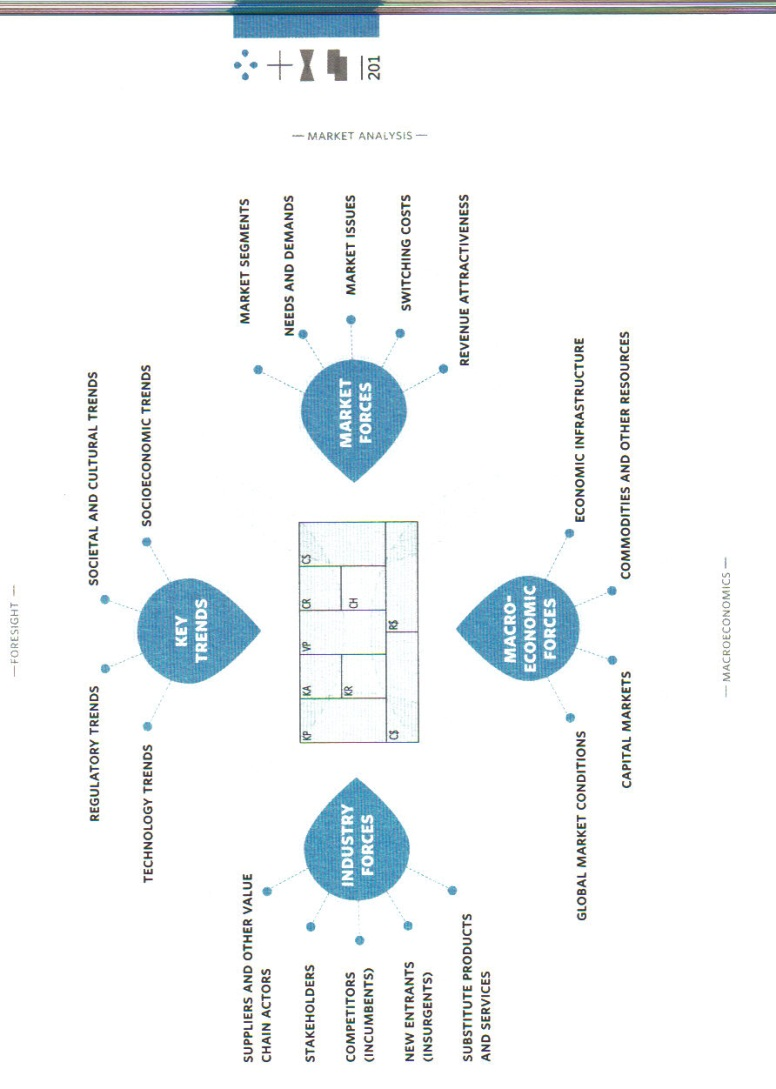 — FORESIGHT —
REGULATORY TRENDS
SOCIETAL AND CULTURAL TRENDS
TECHNOLOGY TRENDS
SOCIOECONOMIC TRENDS
KEY
TRENDS
SUPPLIERS AND OTHER VALUE
CHAIN ACTORS
STAKEHOLDERS
COMPETITORS
(INCUMBENTS)
NEW ENTRANTS
(INSURGENTS)
SUBSTITUTE PRODUCTS
AND SERVICES
INDUSTRY
FORCES
KP
KA
VP
CR
CS
KR
CH
C$
R$
MARKET
FORCES
MARKET SEGMENTS
NEEDS AND DEMANDS
MARKET ISSUES
SWITCHING COSTS
REVENUE ATTRACTIVENESS
— MARKET ANALYSIS —
201
MACRO-
ECONOMIC
FORCES
GLOBAL MARKET CONDITIONS
ECONOMIC INFRASTRUCTURE
CAPITAL MARKETS
COMMODITIES AND OTHER RESOURCES
— MACROECONOMICS —